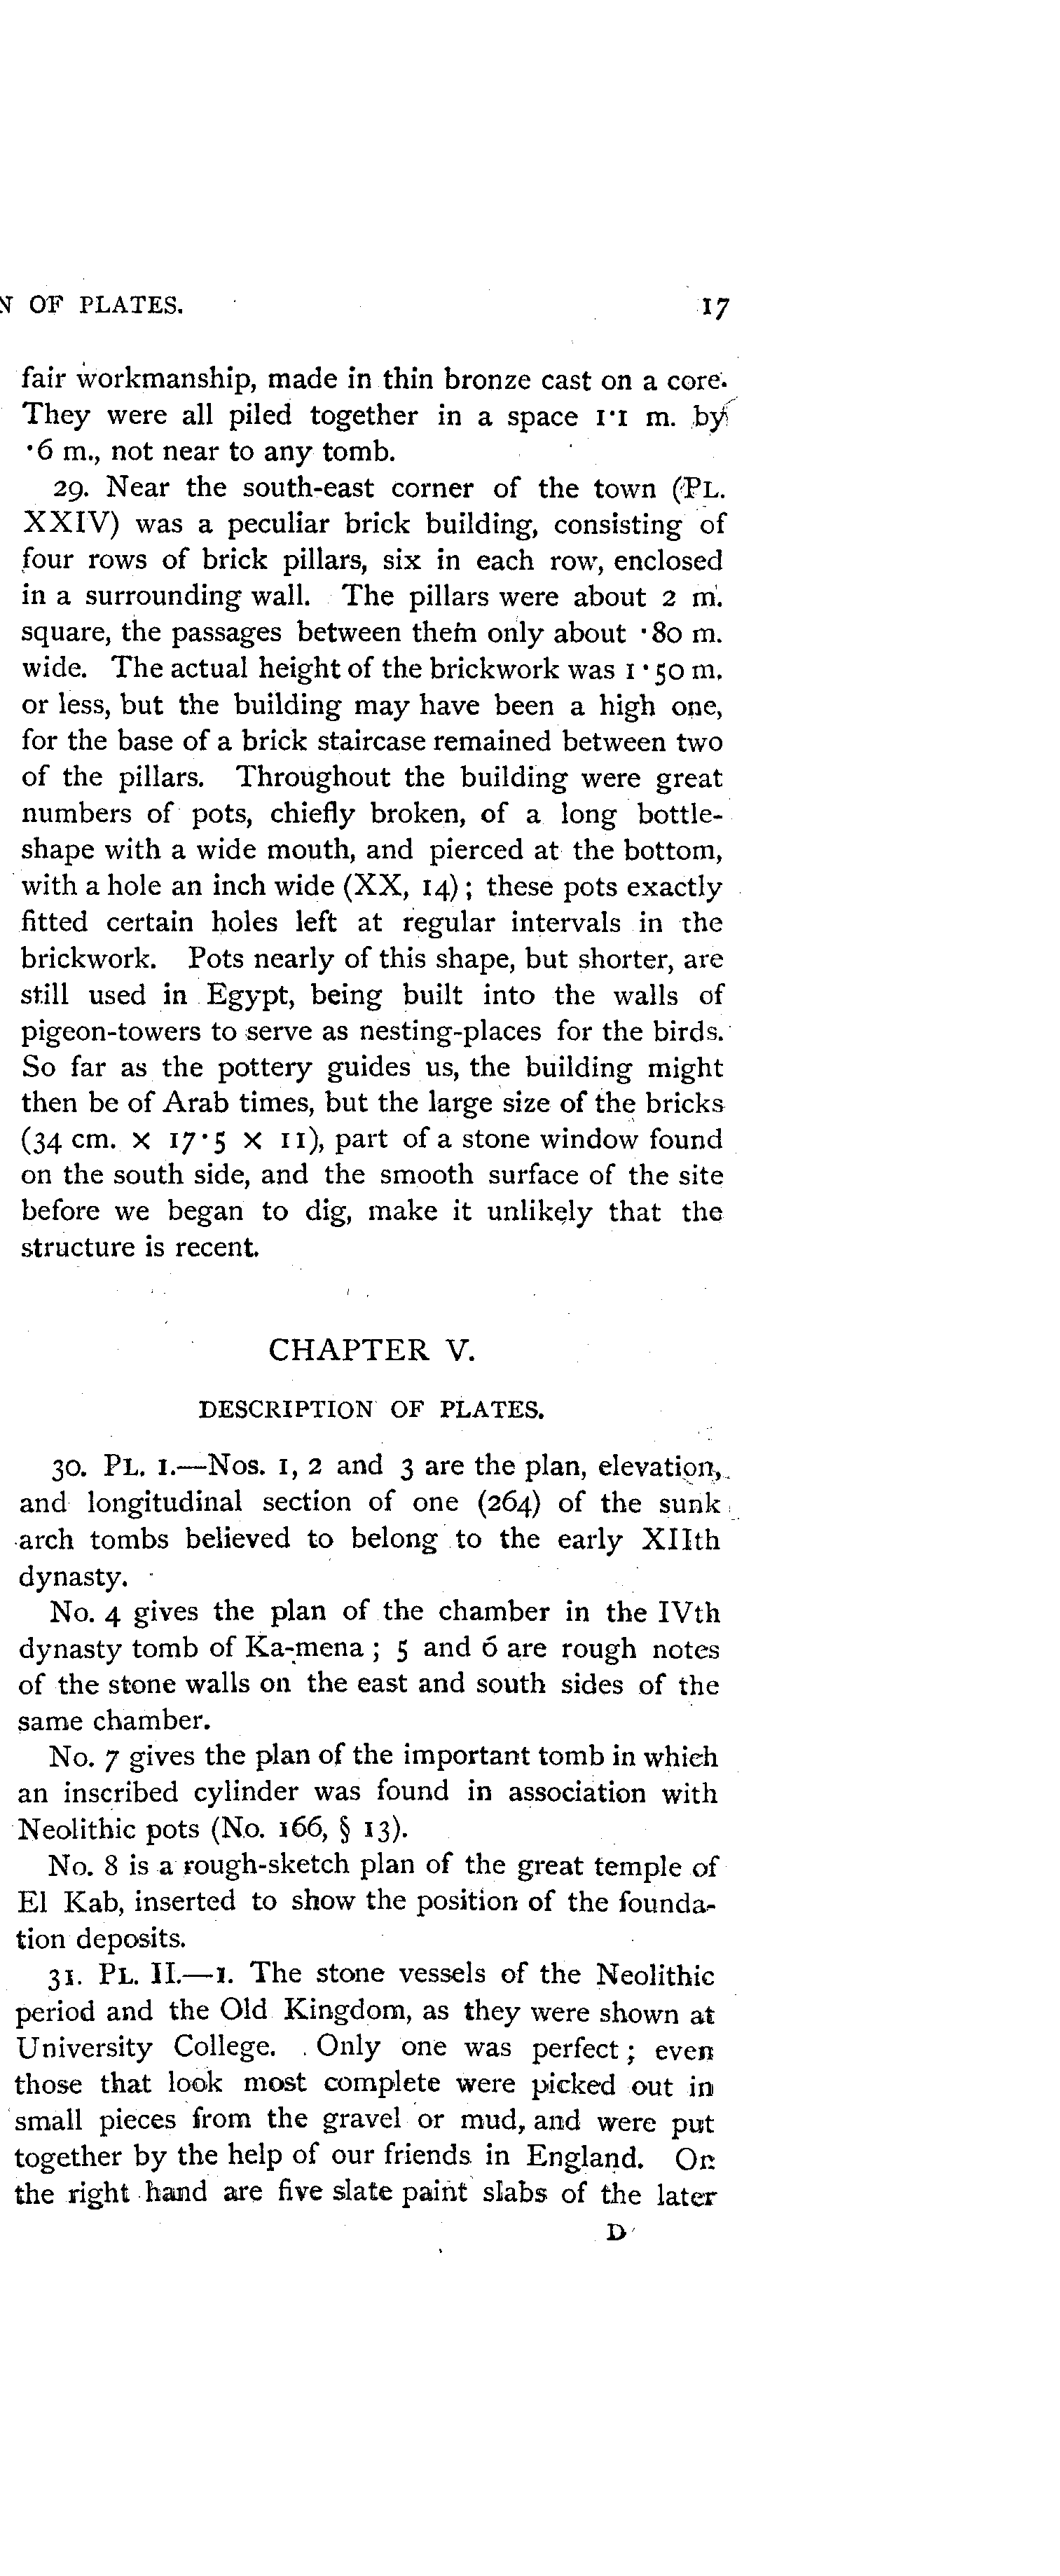 N OF PLATES. 17
fair workmanship, made in thin bronze cast on a core.
They were all piled together in a space 1·1 m. by
·6 m., not near to any tomb.
29. Near the south-east corner of the town (PL.
XXIV) was a peculiar brick building, consisting of
four rows of brick pillars, six in each row, enclosed
in a surrounding wall. The pillars were about 2 m.
square, the passages between them only about ·80 m.
wide. The actual height of the brickwork was 1·50 m.
or less, but the building may have been a high one,
for the base of a brick staircase remained between two
of the pillars. Throughout the building were great
numbers of pots, chiefly broken, of a long bottle-
shape with a wide mouth, and pierced at the bottom,
with a hole an inch wide (XX, 14); these pots exactly
fitted certain holes left at regular intervals in the
brickwork. Pots nearly of this shape, but shorter, are
still used in Egypt, being built into the walls of
pigeon-towers to serve as nesting-places for the birds.
So far as the pottery guides us, the building might
then be of Arab times, but the large size of the bricks
(34 cm. × 17·5 × 11), part of a stone window found
on the south side, and the smooth surface of the site
before we began to dig, make it unlikely that the
structure is recent.
CHAPTER V.
DESCRIPTION OF PLATES.
30. PL. I.—Nos. 1, 2 and 3 are the plan, elevation,
and longitudinal section of one (264) of the sunk
arch tombs believed to belong to the early XIIth
dynasty.
No. 4 gives the plan of the chamber in the IVth
dynasty tomb of Ka-mena; 5 and 6 are rough notes
of the stone walls on the east and south sides of the
same chamber.
No. 7 gives the plan of the important tomb in which
an inscribed cylinder was found in association with
Neolithic pots (No. 166, § 13).
No. 8 is a rough-sketch plan of the great temple of
El Kab, inserted to show the position of the founda-
tion deposits.
31. PL. II.—1. The stone vessels of the Neolithic
period and the Old Kingdom, as they were shown at
University College. Only one was perfect; even
those that look most complete were picked out in
small pieces from the gravel or mud, and were put
together by the help of our friends in England. On
the right hand are five slate paint slabs of the later
D